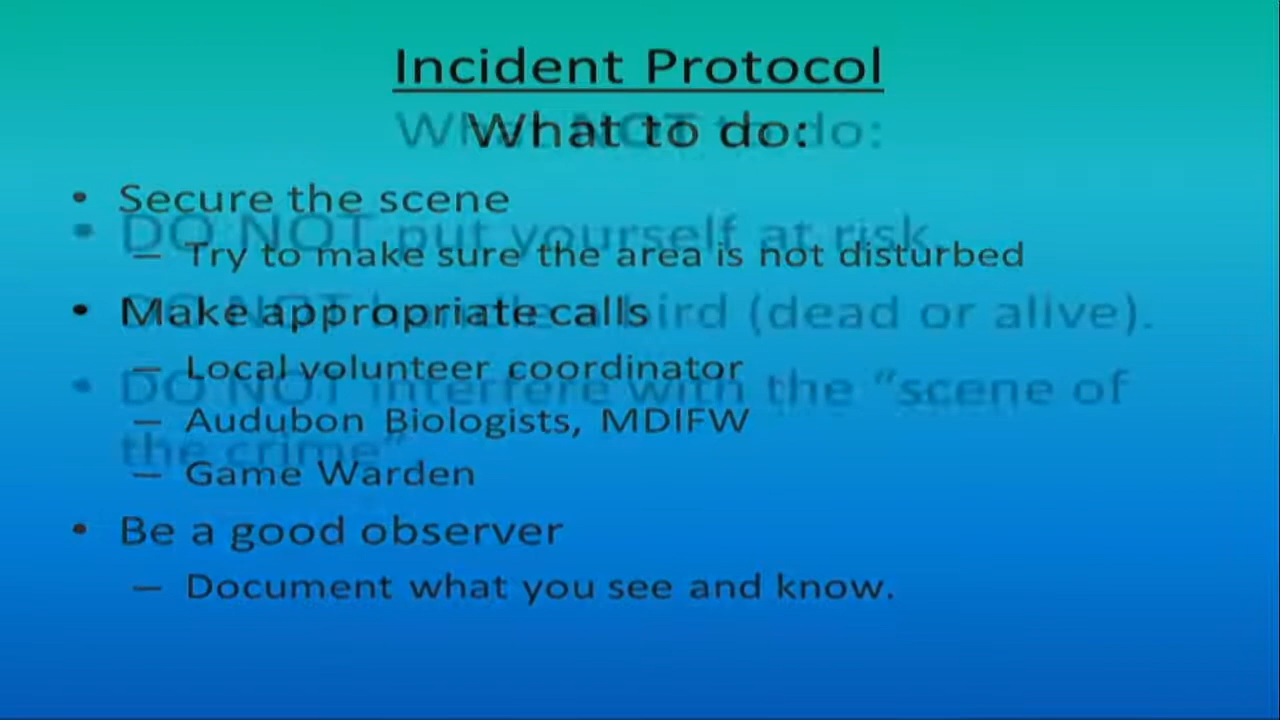 Incident Protocol
What to do:
What NOT to do:
• Secure the scene
– Try to make sure the area is not disturbed
• Make appropriate calls
– Local volunteer coordinator
– Audubon Biologists, MDIFW
– Game Warden
• Be a good observer
– Document what you see and know.
• DO NOT put yourself at risk.
• DO NOT handle a bird (dead or alive).
• DO NOT interfere with the “scene of
the crime”.